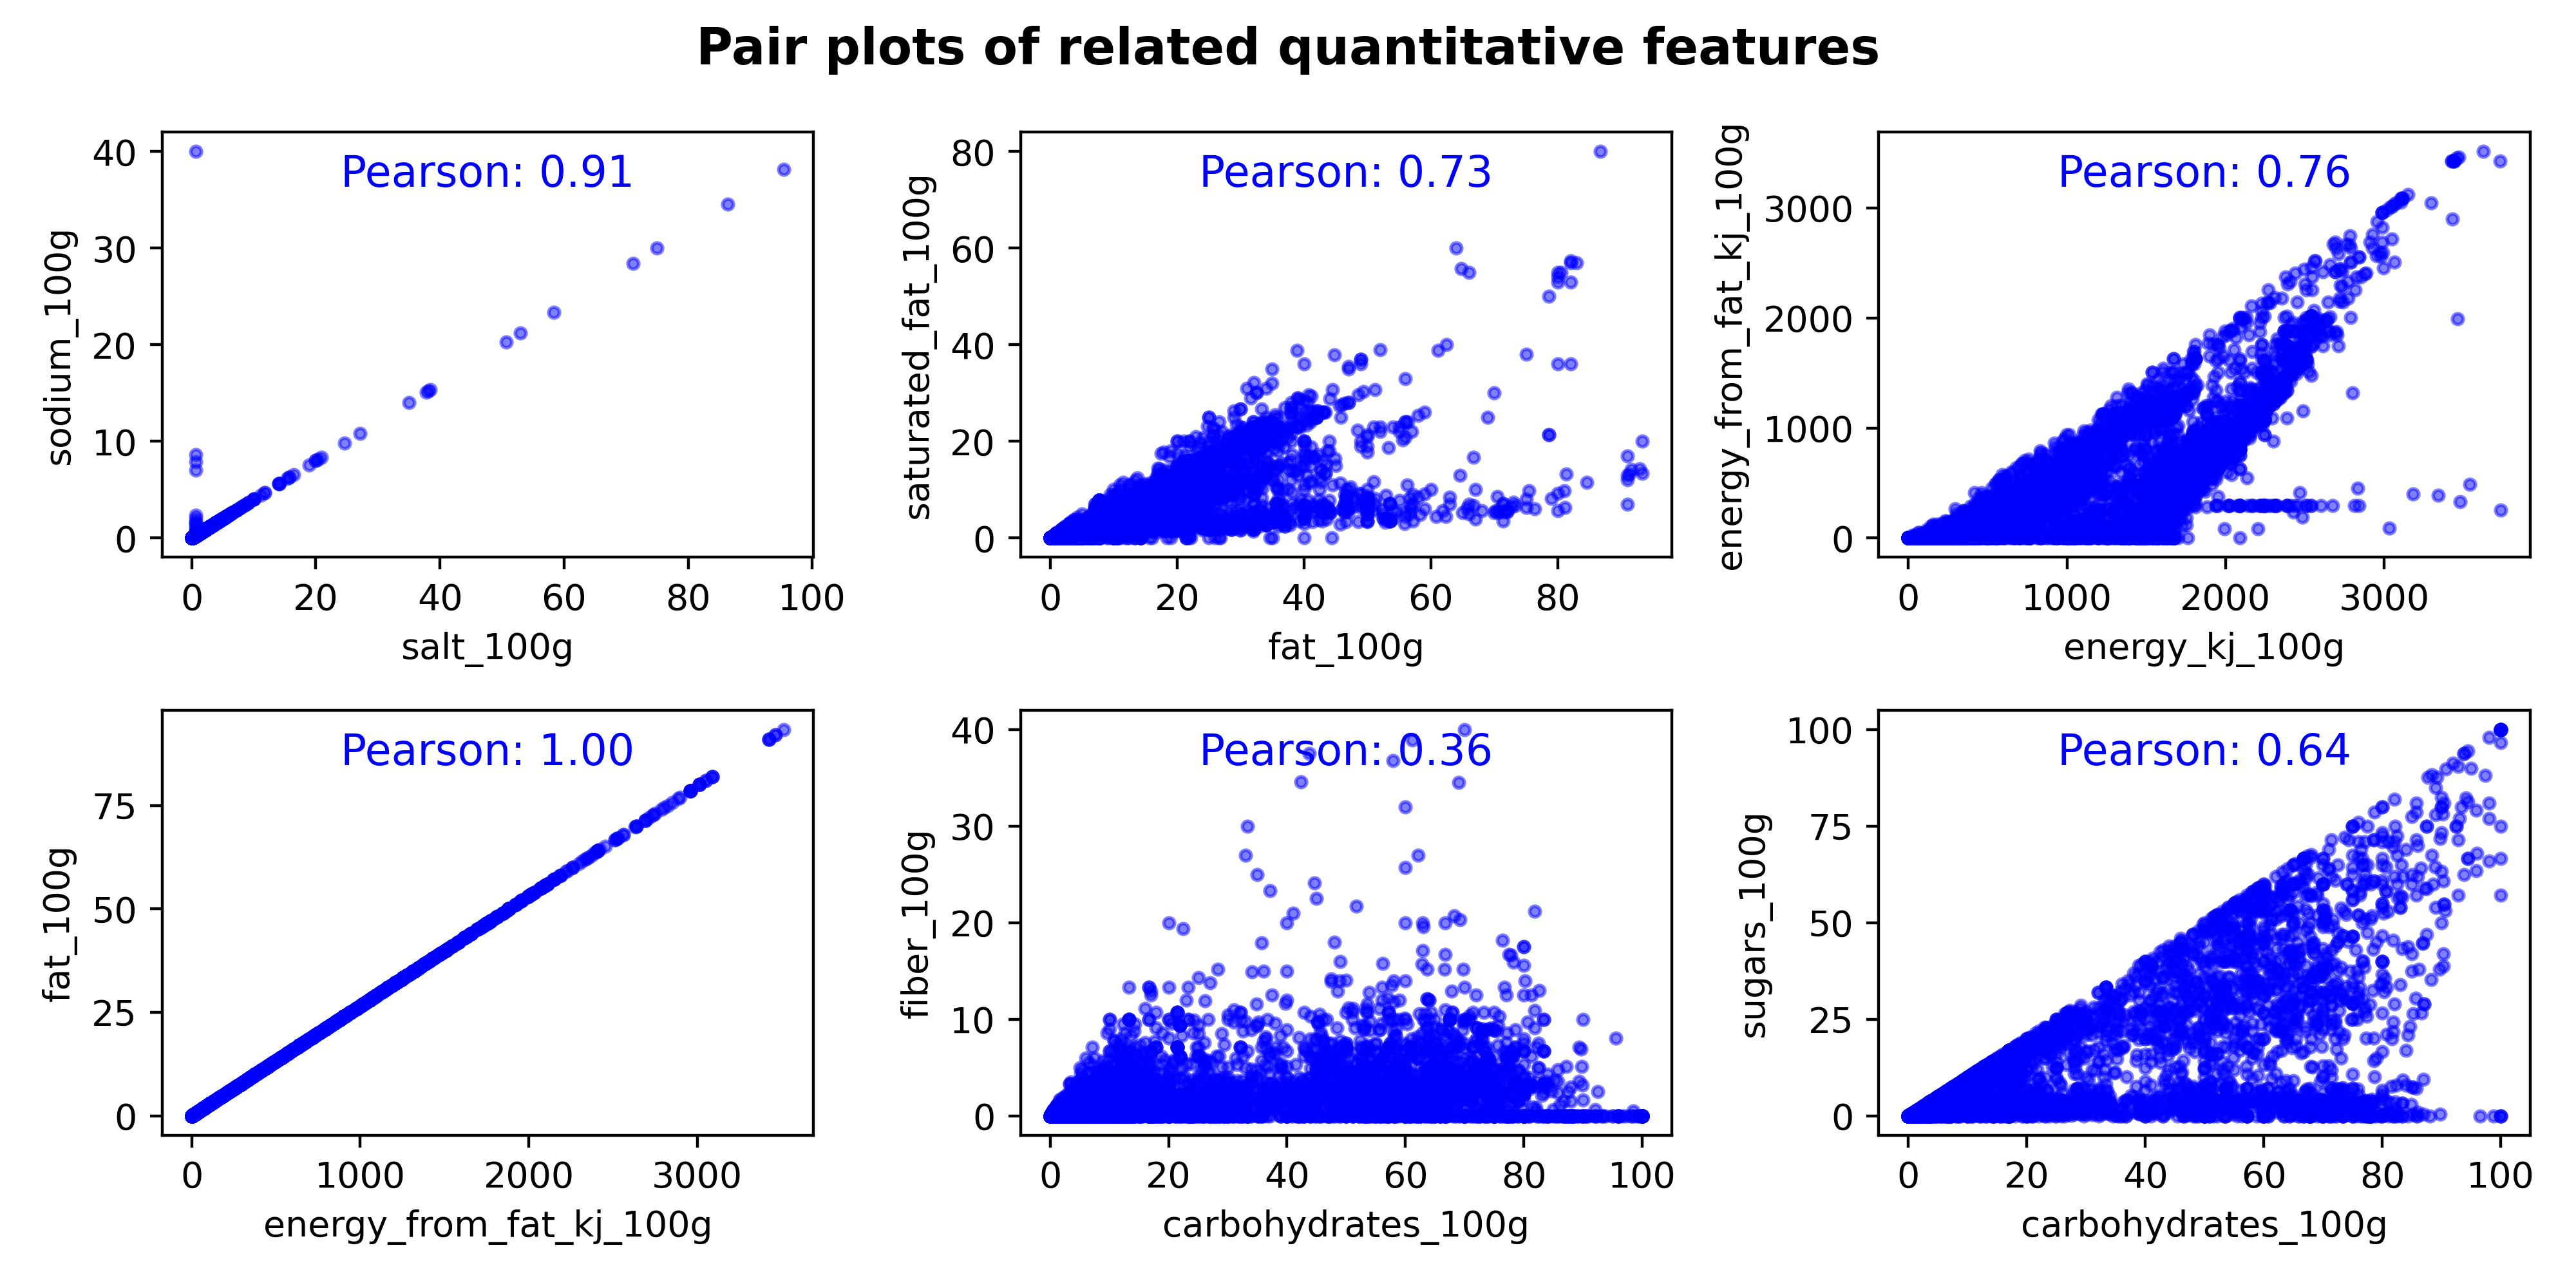 Pair plots of related quantitative features
Pearson: 0.91
sodium_100g
40
30
20
10
0
0 20 40 60 80 100
salt_100g
Pearson: 0.73
saturated_fat_100g
80
60
40
20
0
0 20 40 60 80
fat_100g
Pearson: 0.76
energy_from_fat_kj_100g
3000
2000
1000
0
0 1000 2000 3000
energy_kj_100g
Pearson: 1.00
fat_100g
75
50
25
0
0 1000 2000 3000
energy_from_fat_kj_100g
Pearson: 0.36
fiber_100g
40
30
20
10
0
0 20 40 60 80 100
carbohydrates_100g
Pearson: 0.64
sugars_100g
100
75
50
25
0
0 20 40 60 80 100
carbohydrates_100g